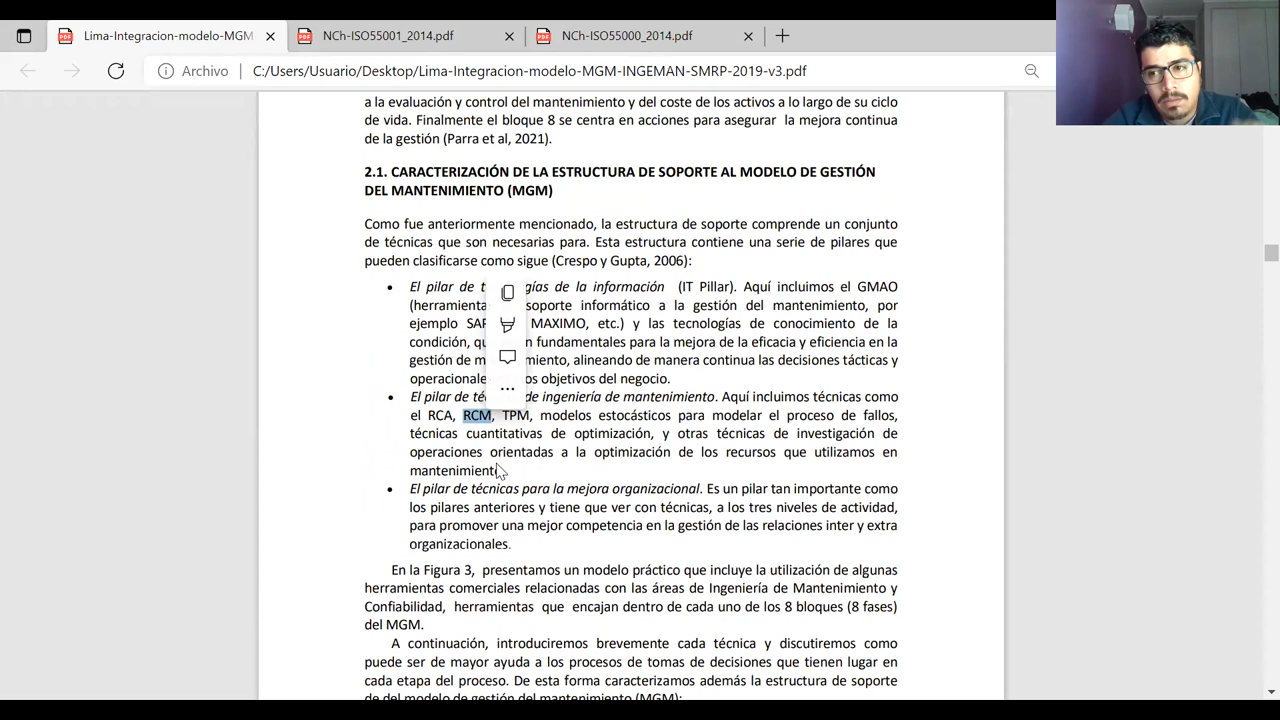 Lima-Integracion-modelo-MGM
NCh-ISO55001_2014.pdf
NCh-ISO55000_2014.pdf
Archivo
C:/Users/Usuario/Desktop/Lima-Integracion-modelo-MGM-INGEMAN-SMRP-2019-v3.pdf
a la evaluación y control del mantenimiento y del coste de los activos a lo largo de su ciclo
de vida. Finalmente el bloque 8 se centra en acciones para asegurar la mejora continua
de la gestión (Parra et al, 2021).
2.1. CARACTERIZACIÓN DE LA ESTRUCTURA DE SOPORTE AL MODELO DE GESTIÓN
DEL MANTENIMIENTO (MGM)
Como fue anteriormente mencionado, la estructura de soporte comprende un conjunto
de técnicas que son necesarias para. Esta estructura contiene una serie de pilares que
pueden clasificarse como sigue (Crespo y Gupta, 2006):
• El pilar de t gías de la información (IT Pillar). Aquí incluimos el GMAO
(herramienta soporte informático a la gestión del mantenimiento, por
ejemplo SAP MAXIMO, etc.) y las tecnologías de conocimiento de la
condición, qu n fundamentales para la mejora de la eficacia y eficiencia en la
gestión de m miento, alineando de manera continua las decisiones tácticas y
operacionale os objetivos del negocio.
• El pilar de té de ingeniería de mantenimiento. Aquí incluimos técnicas como
el RCA, RCM, TPM, modelos estocásticos para modelar el proceso de fallos,
técnicas cuantitativas de optimización, y otras técnicas de investigación de
operaciones orientadas a la optimización de los recursos que utilizamos en
mantenimiento
• El pilar de técnicas para la mejora organizacional. Es un pilar tan importante como
los pilares anteriores y tiene que ver con técnicas, a los tres niveles de actividad,
para promover una mejor competencia en la gestión de las relaciones inter y extra
organizacionales.
En la Figura 3, presentamos un modelo práctico que incluye la utilización de algunas
herramientas comerciales relacionadas con las áreas de Ingeniería de Mantenimiento y
Confiabilidad, herramientas que encajan dentro de cada uno de los 8 bloques (8 fases)
del MGM.
A continuación, introduciremos brevemente cada técnica y discutiremos como
puede ser de mayor ayuda a los procesos de tomas de decisiones que tienen lugar en
cada etapa del proceso. De esta forma caracterizamos además la estructura de soporte
de del modelo de gestión del mantenimiento (MGM):